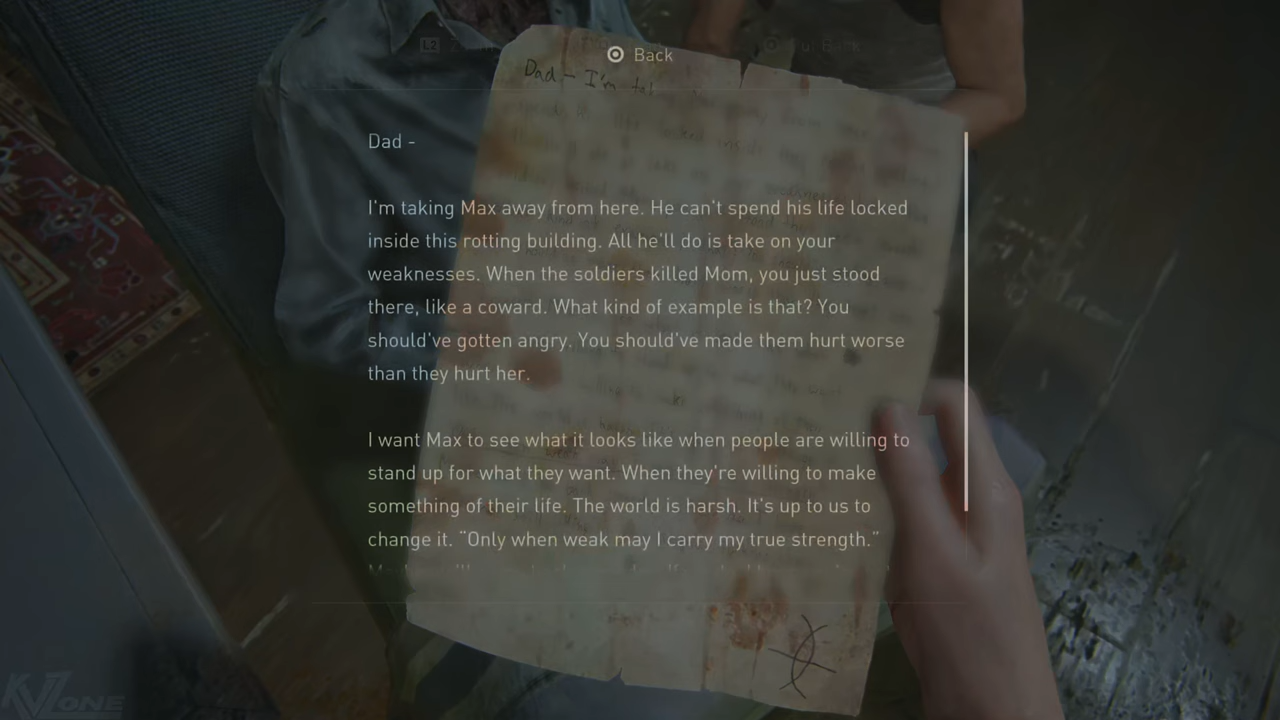 L2
Back
Dad - I'm
Dad -
I'm taking Max away from here. He can't spend his life locked
inside this rotting building. All he'll do is take on your
weaknesses. When the soldiers killed Mom, you just stood
there, like a coward. What kind of example is that? You
should've gotten angry. You should've made them hurt worse
than they hurt her.
I want Max to see what it looks like when people are willing to
stand up for what they want. When they're willing to make
something of their life. The world is harsh. It's up to us to
change it. "Only when weak may I carry my true strength."
KVZONE